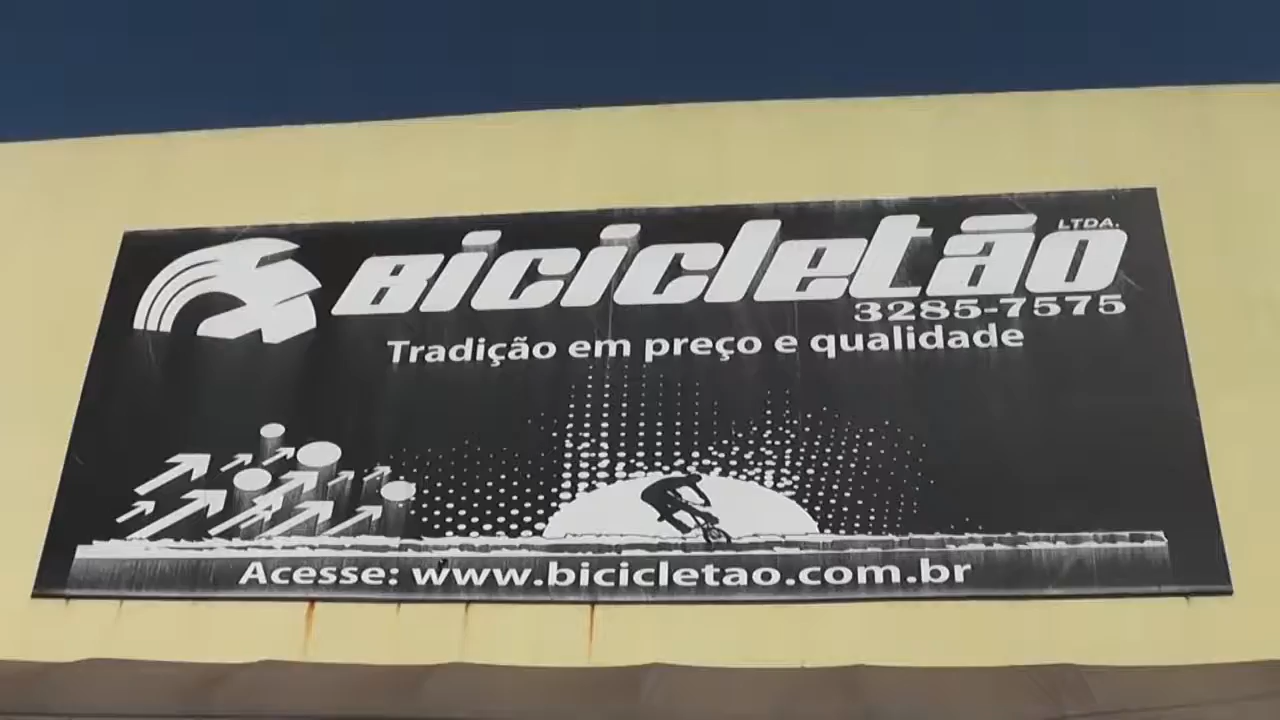 Bicicletão LTDA.
3285-7575
Tradição em preço e qualidade
Acesse: www.bicicletao.com.br